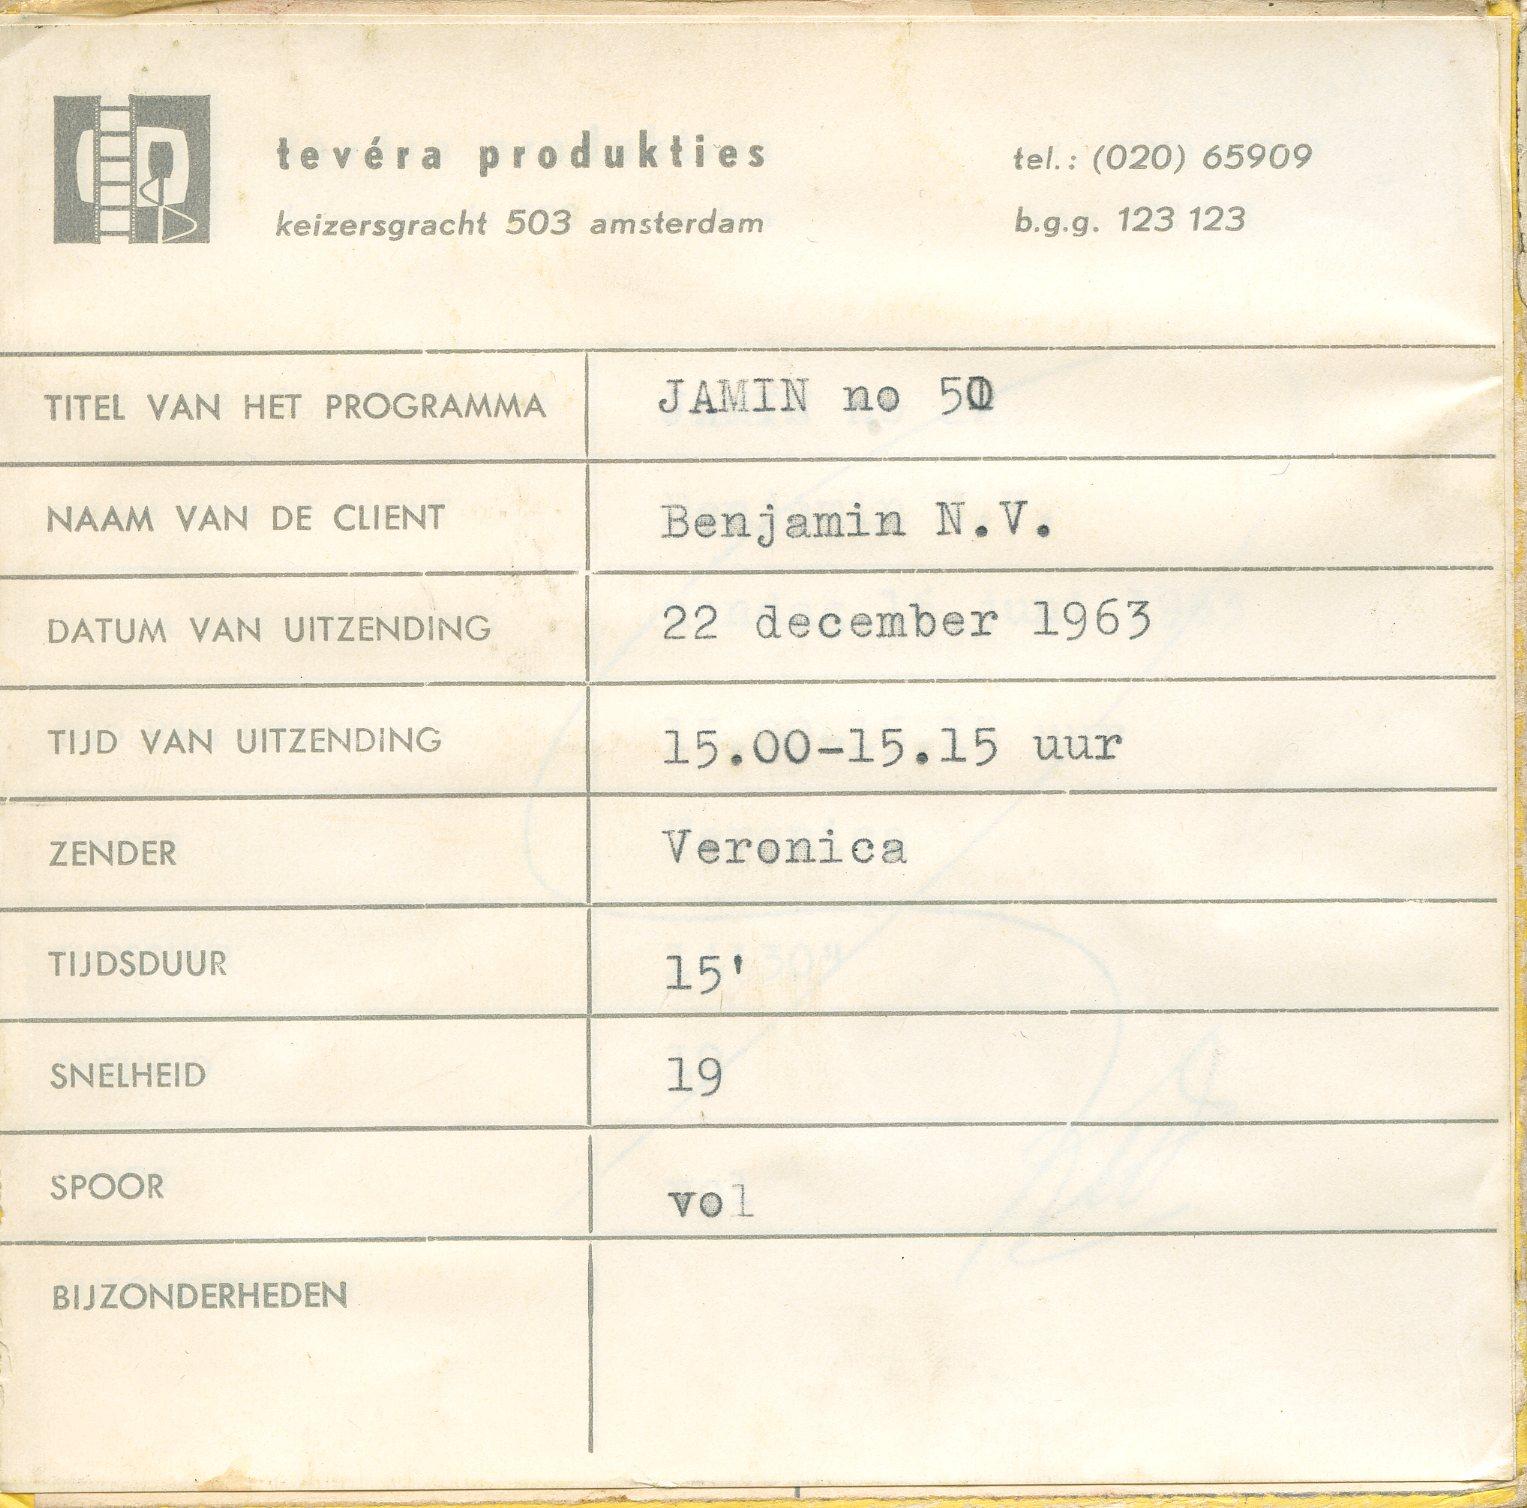 tevéra produkties
tel.: (020) 65909
keizersgracht 503 amsterdam
b.g.g. 123 123
TITEL VAN HET PROGRAMMA JAMIN no
NAAM VAN DE CLIENT Benjamin N.V.
DATUM VAN UITZENDING 22 december 1963
TIJD VAN UITZENDING 15.00-15.15 uur
ZENDER Veronica
TIJDSDUUR 15'
SNELHEID 19
SPOOR vol
BIJZONDERHEDEN